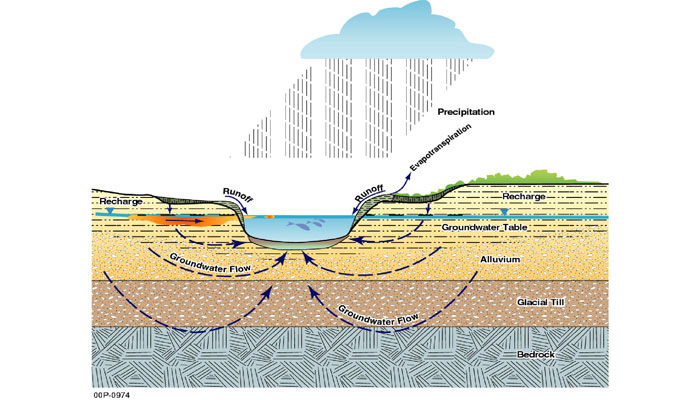 Precipitation
Evapotranspiration
Runoff
Runoff
Recharge
Recharge
Groundwater Table
Groundwater Flow
Alluvium
Glacial Till
Groundwater Flow
Bedrock
00P-0974